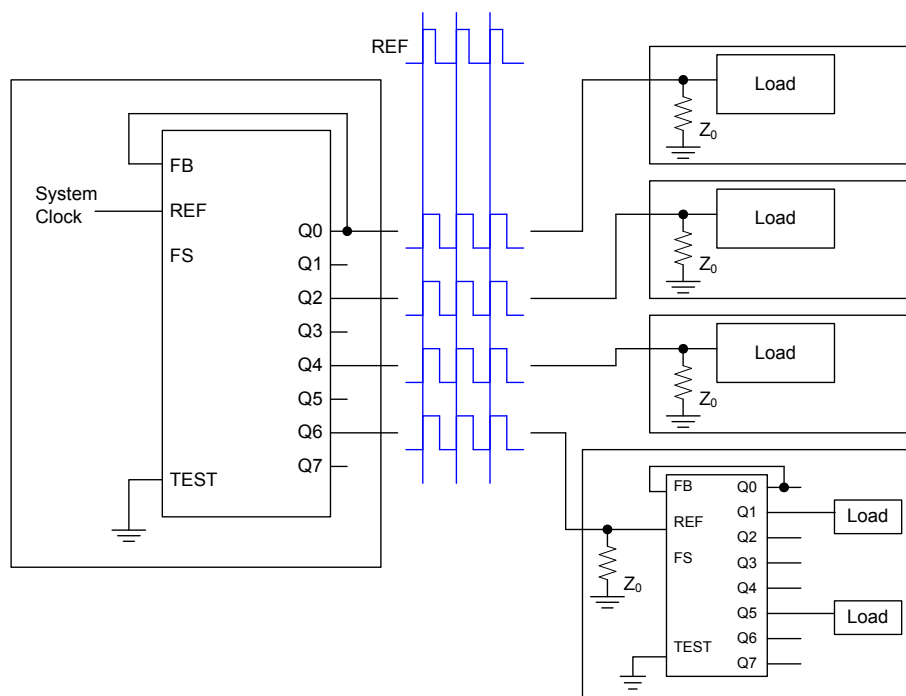 REF
Load
Z₀
System
Clock
FB
REF
FS
TEST
Q0
Q1
Q2
Q3
Q4
Q5
Q6
Q7
Load
Z₀
Load
Z₀
Z₀
FB
REF
FS
TEST
Q0
Q1
Q2
Q3
Q4
Q5
Q6
Q7
Load
Load